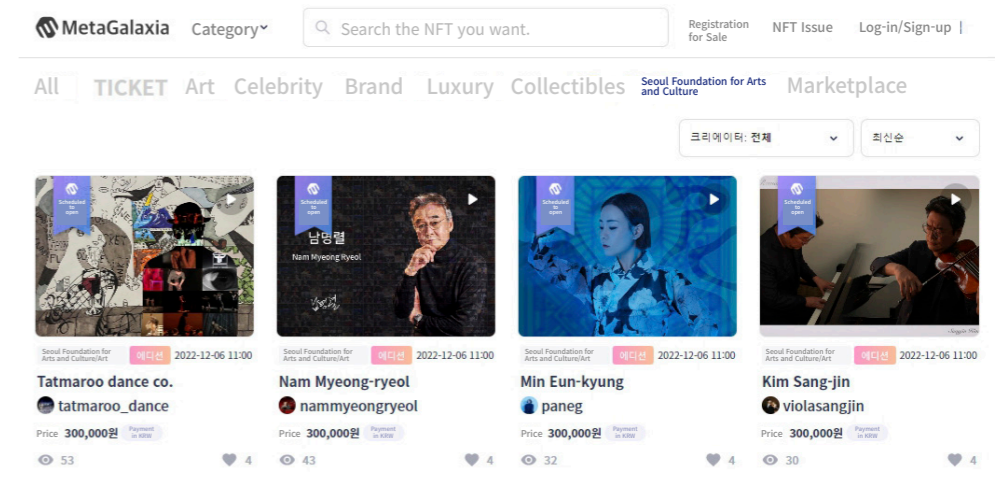 MetaGalaxia
Category
Search the NFT you want.
Registration
for Sale
NFT Issue
Log-in/Sign-up
All
TICKET
Art
Celebrity
Brand
Luxury
Collectibles
Seoul Foundation for Arts
and Culture
Marketplace
크리에이터: 전체
최신순
Scheduled
to
open
Scheduled
to
open
남명렬
Nam Myeong Ryeol
Scheduled
to
open
Scheduled
to
open
Seoul Foundation for
Arts and Culture/Art
에디션
2022-12-06 11:00
Tatmaroo dance co.
tatmaroo_dance
Price 300,000원
Payment
in KRW
53
4
Seoul Foundation for
Arts and Culture/Art
에디션
2022-12-06 11:00
Nam Myeong-ryeol
nammyeongryeol
Price 300,000원
Payment
in KRW
43
4
Seoul Foundation for
Arts and Culture/Art
에디션
2022-12-06 11:00
Min Eun-kyung
paneg
Price 300,000원
Payment
in KRW
32
4
Seoul Foundation for
Arts and Culture/Art
에디션
2022-12-06 11:00
Kim Sang-jin
violasangjin
Price 300,000원
Payment
in KRW
30
4